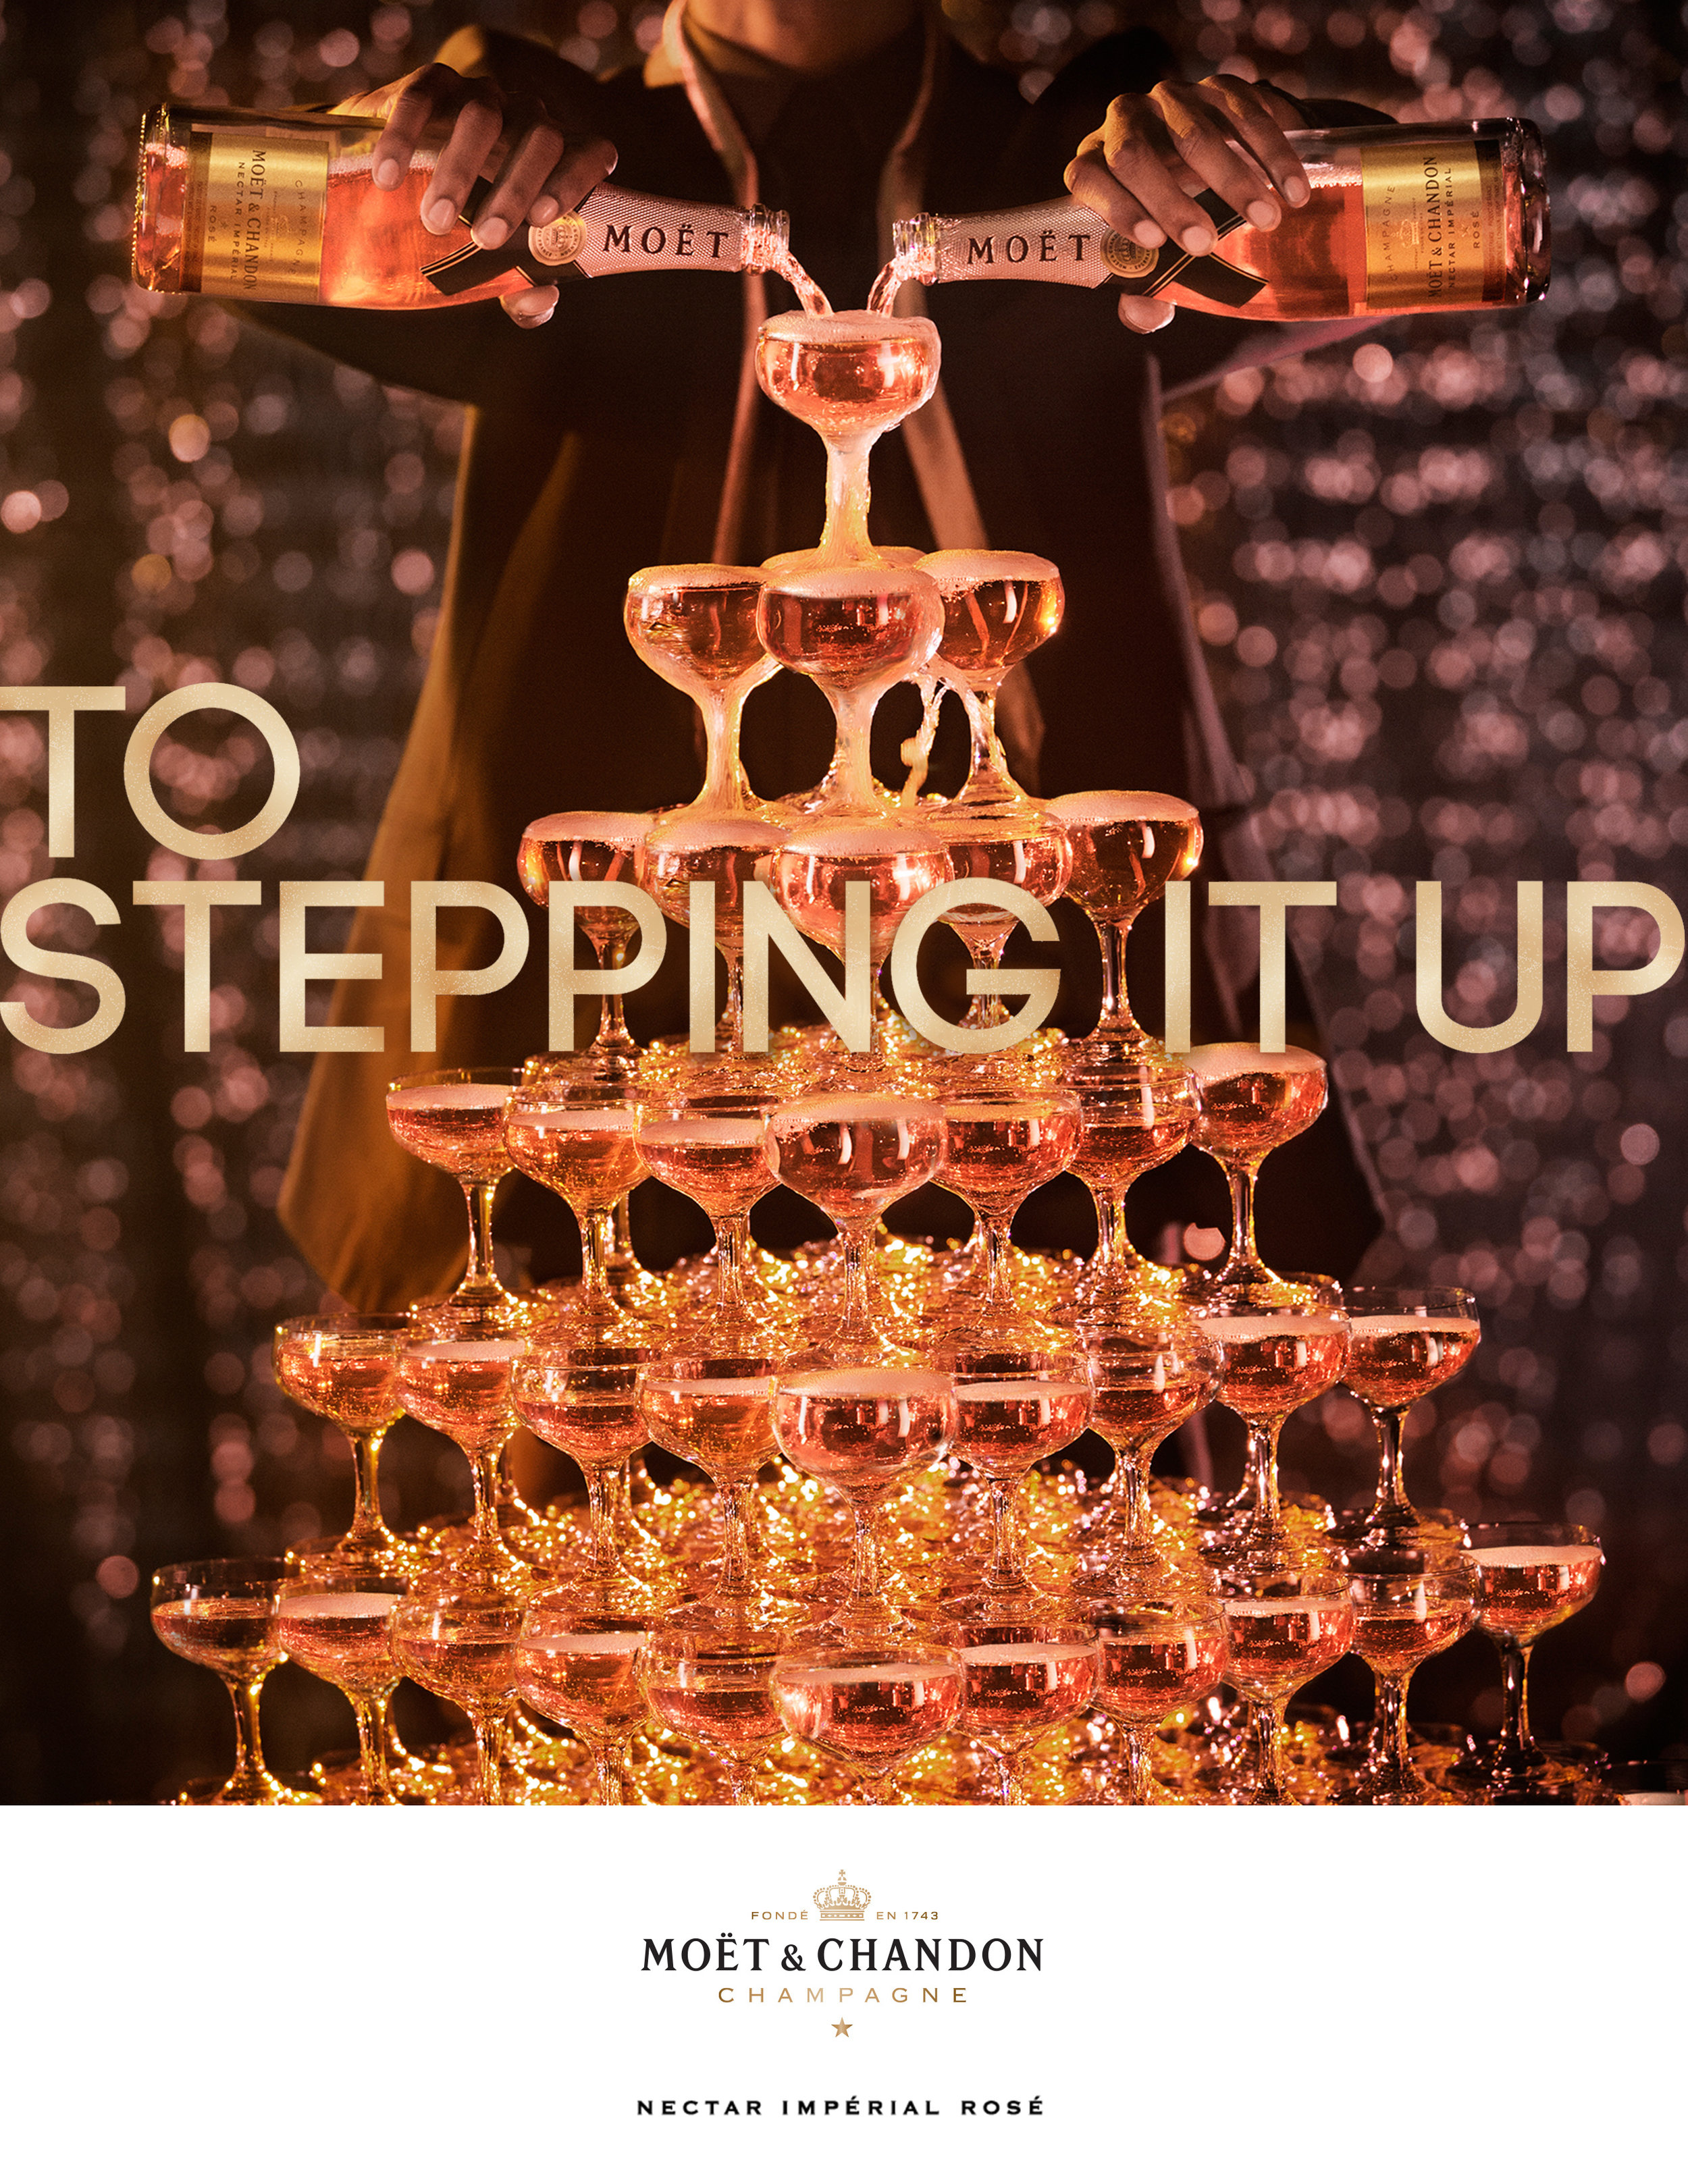 MOËT & CHANDON
NECTAR IMPÉRIAL
ROSÉ
CHAMPAGNE
MOËT
MOËT
CHAMPAGNE
MOËT & CHANDON
NECTAR IMPÉRIAL
ROSÉ
TO
STEPPING IT UP
FONDÉ EN 1743
MOËT & CHANDON
CHAMPAGNE
NECTAR IMPÉRIAL ROSÉ